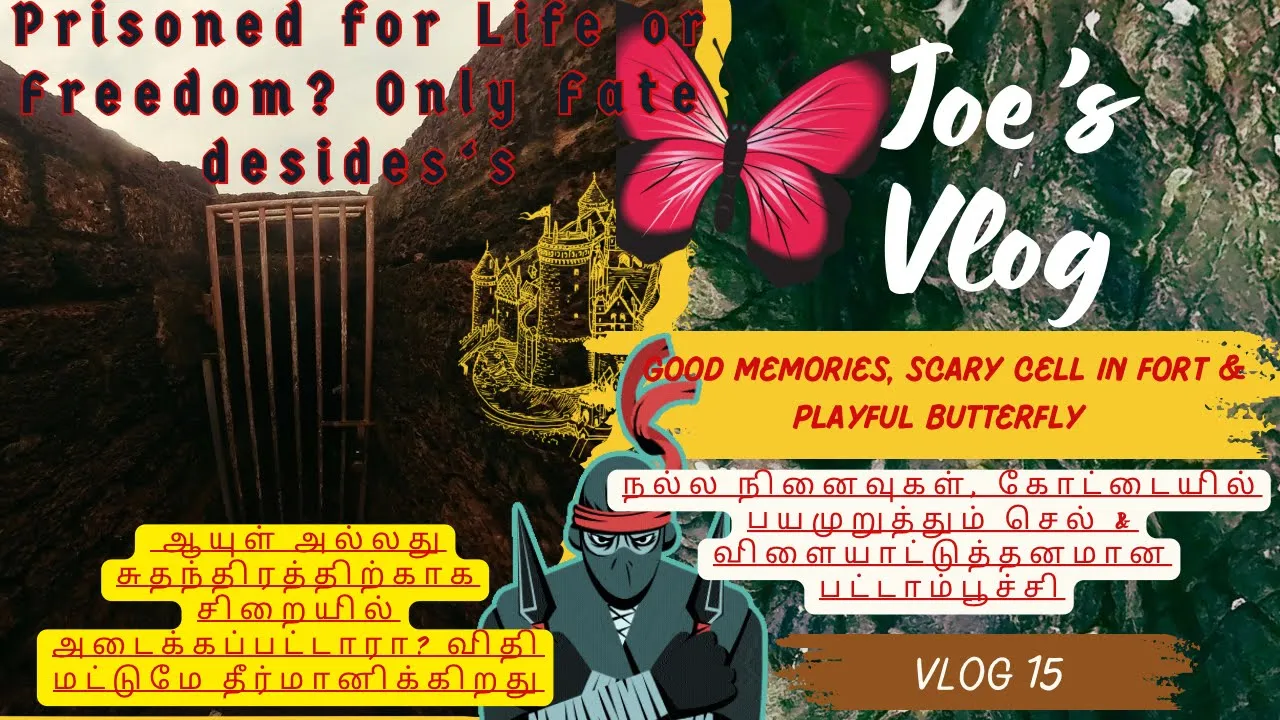 Prisoned for Life or
Freedom? Only Fate
desides's
Joe's
Vlog
GOOD MEMORIES, SCARY CELL IN FORT &
PLAYFUL BUTTERFLY
நல்ல நினைவுகள், கோட்டையில்
பயமுறுத்தும் செல் &
விளையாட்டுத்தனமான
பட்டாம்பூச்சி
ஆயுள் அல்லது
சுதந்திரத்திற்காக
சிறையில்
அடைக்கப்பட்டாரா? விதி
மட்டுமே தீர்மானிக்கிறது
VLOG 15